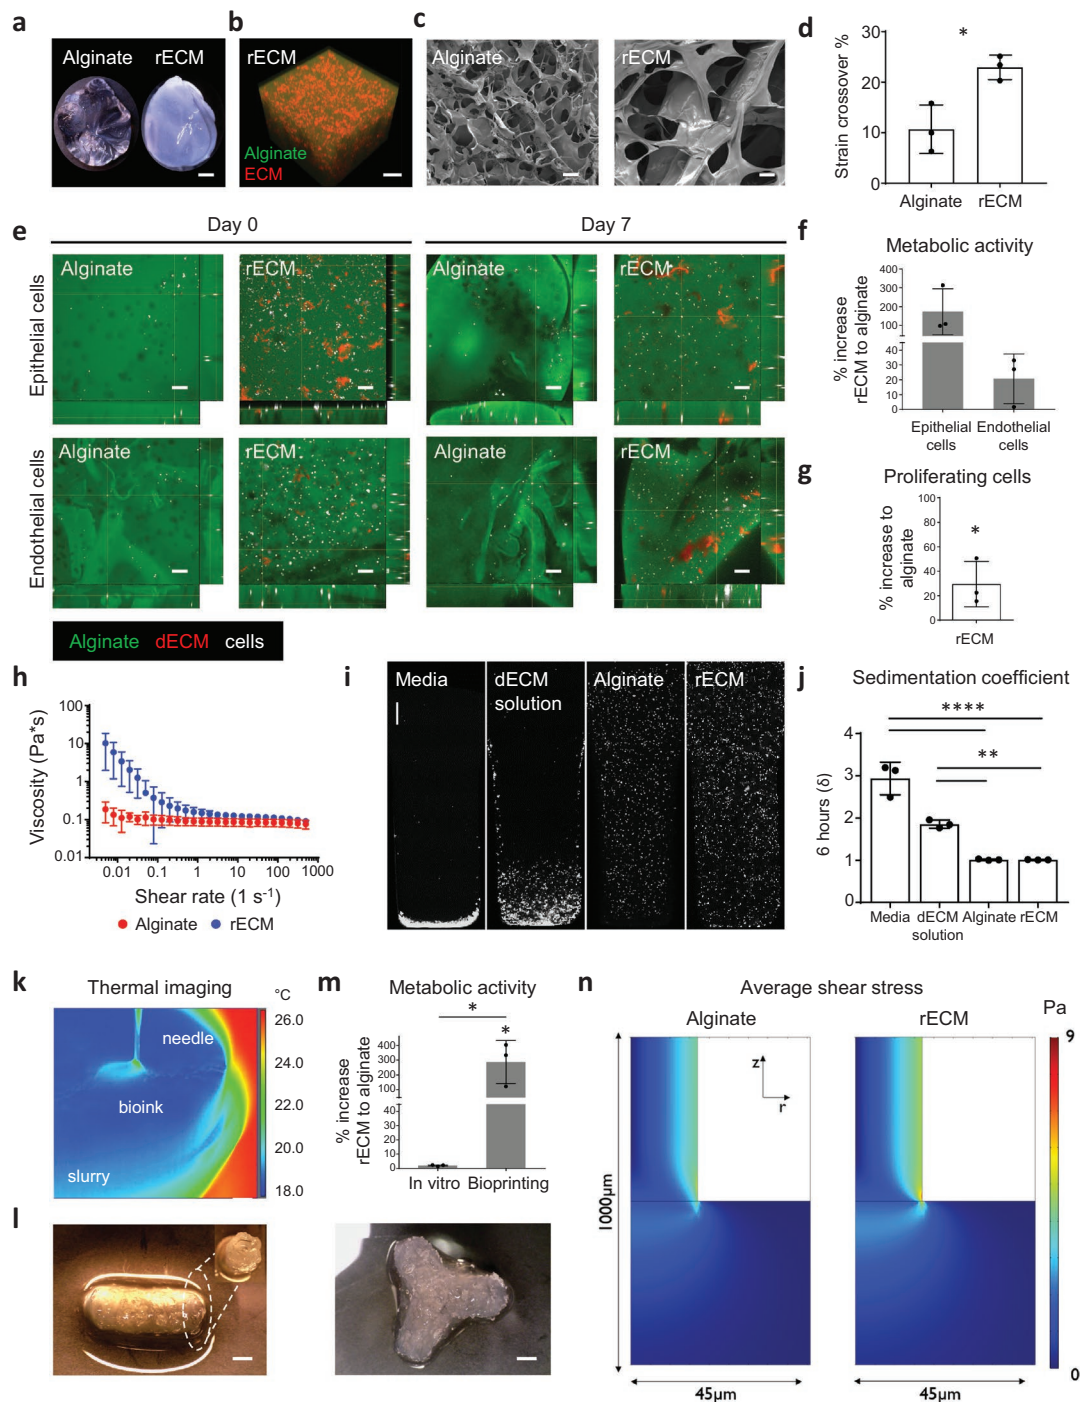 a
Alginate
rECM
b
rECM
Alginate
ECM
c
Alginate
rECM
d
Strain crossover %
30
20
10
0
*
Alginate
rECM
e
Day 0
Day 7
Epithelial cells
Alginate
rECM
Alginate
rECM
Endothelial cells
Alginate
rECM
Alginate
rECM
Alginate dECM cells
f
Metabolic activity
% increase
rECM to alginate
400
300
200
100
40
30
20
10
0
Epithelial
cells
Endothelial
cells
g
Proliferating cells
% increase to
alginate
100
80
60
40
20
0
*
rECM
h
Viscosity (Pa*s)
100
10
1
0.1
0.01
0.01
0.1
1
10
100
1000
Shear rate (1 s-1)
Alginate
rECM
i
Media
dECM
solution
Alginate
rECM
j
Sedimentation coefficient
6 hours (δ)
4
3
2
1
0
****
**
Media
dECM
solution
Alginate
rECM
k
Thermal imaging
°C
26.0
24.0
22.0
20.0
18.0
needle
bioink
slurry
l
m
Metabolic activity
% increase
rECM to alginate
400
300
200
100
50
40
30
20
10
0
*
*
In vitro
Bioprinting
n
Average shear stress
Alginate
rECM
Pa
9
0
z
r
1000µm
45µm
45µm